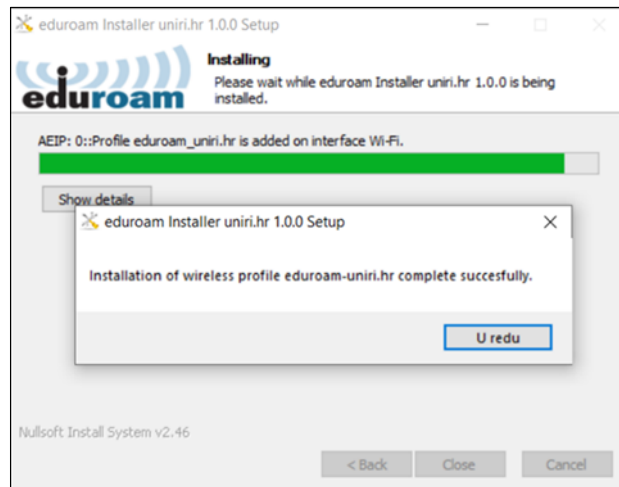 eduroam Installer uniri.hr 1.0.0 Setup
eduroam
Installing
Please wait while eduroam Installer uniri.hr 1.0.0 is being
installed.
AEIP: 0::Profile eduroam_uniri.hr is added on interface Wi-Fi.
Show details
eduroam Installer uniri.hr 1.0.0 Setup
Installation of wireless profile eduroam-uniri.hr complete succesfully.
U redu
Nullsoft Install System v2.46
< Back Close Cancel